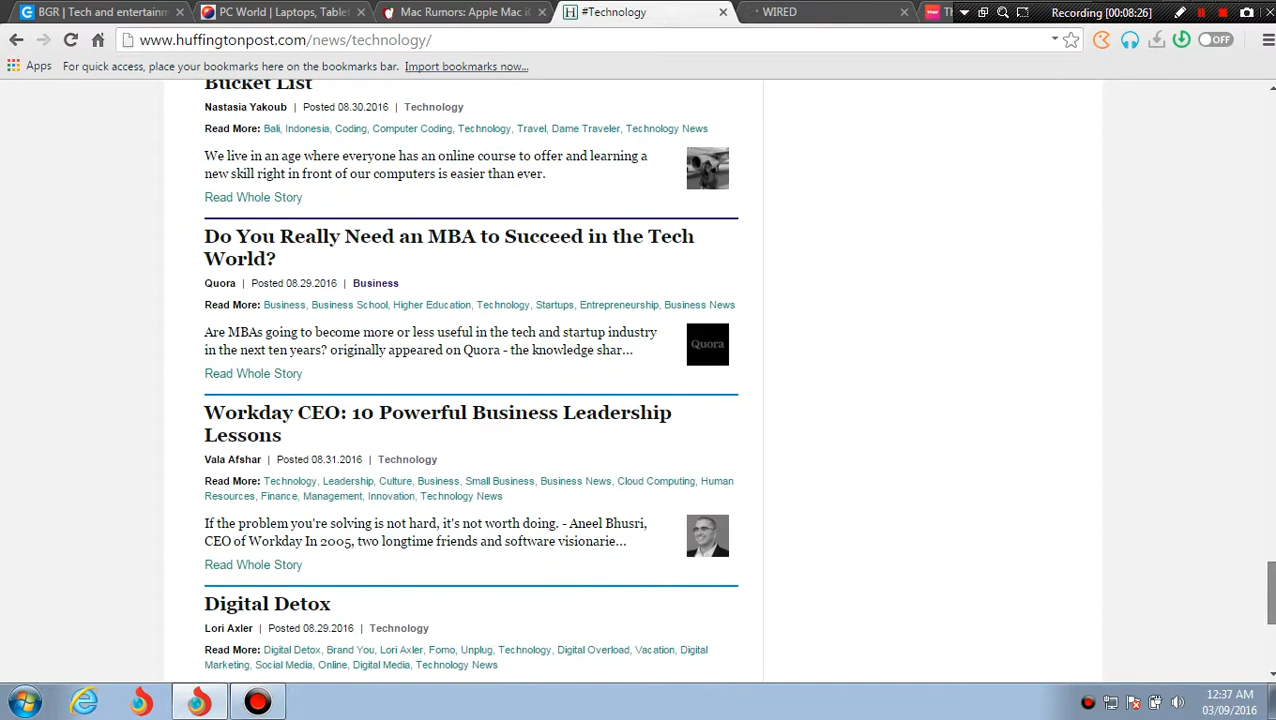 BGR | Tech and entertainm
PC World | Laptops, Tablet
Mac Rumors: Apple Mac i
#Technology
WIRED
Recording [00:08:26]
www.huffingtonpost.com/news/technology/
OFF
Apps
For quick access, place your bookmarks here on the bookmarks bar. Import bookmarks now...
Bucket List
Nastasia Yakoub | Posted 08.30.2016 | Technology
Read More: Bali, Indonesia, Coding, Computer Coding, Technology, Travel, Dame Traveler, Technology News
We live in an age where everyone has an online course to offer and learning a
new skill right in front of our computers is easier than ever.
Read Whole Story
Do You Really Need an MBA to Succeed in the Tech
World?
Quora | Posted 08.29.2016 | Business
Read More: Business, Business School, Higher Education, Technology, Startups, Entrepreneurship, Business News
Are MBAs going to become more or less useful in the tech and startup industry
in the next ten years? originally appeared on Quora - the knowledge shar...
Quora
Read Whole Story
Workday CEO: 10 Powerful Business Leadership
Lessons
Vala Afshar | Posted 08.31.2016 | Technology
Read More: Technology, Leadership, Culture, Business, Small Business, Business News, Cloud Computing, Human
Resources, Finance, Management, Innovation, Technology News
If the problem you're solving is not hard, it's not worth doing. - Aneel Bhusri,
CEO of Workday In 2005, two longtime friends and software visionarie...
Read Whole Story
Digital Detox
Lori Axler | Posted 08.29.2016 | Technology
Read More: Digital Detox, Brand You, Lori Axler, Fomo, Unplug, Technology, Digital Overload, Vacation, Digital
Marketing, Social Media, Online, Digital Media, Technology News
12:37 AM
03/09/2016